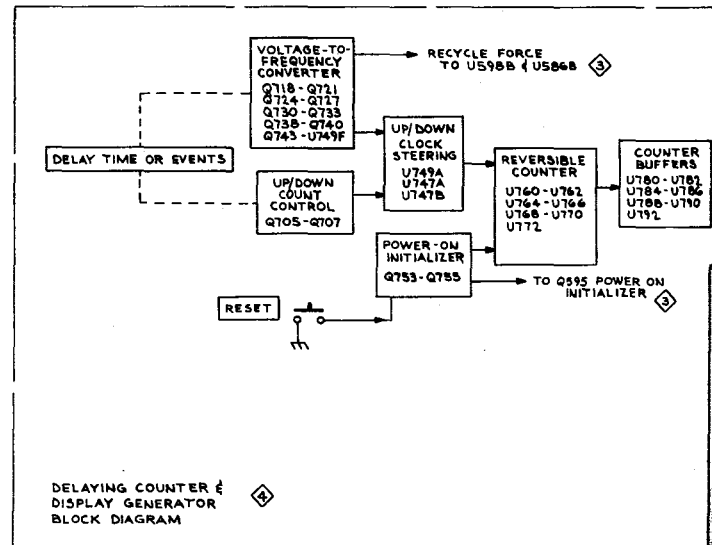 VOLTAGE-TO-
FREQUENCY
CONVERTER
Q718-Q721
Q724-Q727
Q730-Q733
Q738-Q740
Q743-U749F
RECYCLE FORCE
TO U598B & U586B 3
DELAY TIME OR EVENTS
UP/DOWN
COUNT
CONTROL
Q705-Q707
UP/DOWN
CLOCK
STEERING
U749A
U747A
U747B
REVERSIBLE
COUNTER
U760-U762
U764-U766
U768-U770
U772
COUNTER
BUFFERS
U780-U782
U784-U786
U788-U790
U792
POWER-ON
INITIALIZER
Q753-Q755
TO Q595 POWER ON
INITIALIZER 3
RESET
DELAYING COUNTER &
DISPLAY GENERATOR
BLOCK DIAGRAM 4